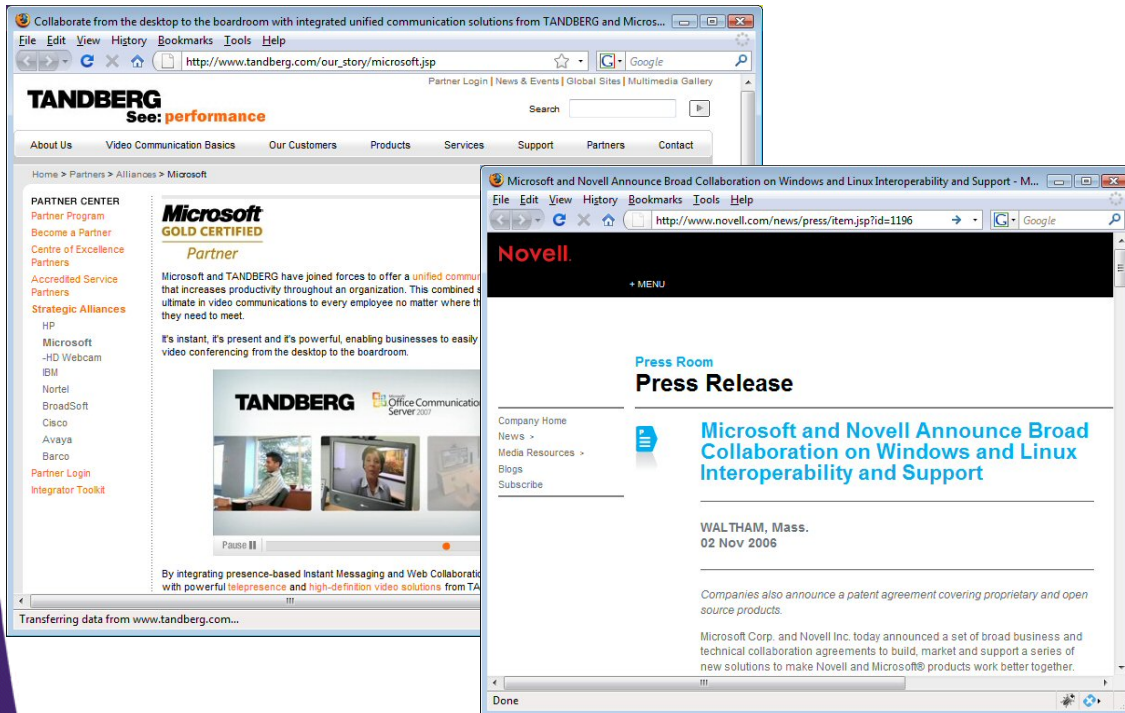 Collaborate from the desktop to the boardroom with integrated unified communication solutions from TANDBERG and Micros...
File Edit View History Bookmarks Tools Help
http://www.tandberg.com/our_story/microsoft.jsp
Google
Partner Login | News & Events | Global Sites | Multimedia Gallery
TANDBERG
See: performance
Search
About Us Video Communication Basics Our Customers Products Services Support Partners Contact
Home > Partners > Alliances > Microsoft
PARTNER CENTER
Partner Program
Become a Partner
Centre of Excellence
Partners
Accredited Service
Partners
Strategic Alliances
HP
Microsoft
-HD Webcam
IBM
Nortel
BroadSoft
Cisco
Avaya
Barco
Partner Login
Integrator Toolkit
Microsoft
GOLD CERTIFIED
Partner
Microsoft and TANDBERG have joined forces to offer a unified commu
that increases productivity throughout an organization. This combined s
ultimate in video communications to every employee no matter where th
they need to meet.
It's instant, it's present and it's powerful, enabling businesses to easily
video conferencing from the desktop to the boardroom.
TANDBERG
Microsoft
Office Communication
Server 2007
Pause
By integrating presence-based Instant Messaging and Web Collaboratio
with powerful telepresence and high-definition video solutions from TA
Transferring data from www.tandberg.com...
Microsoft and Novell Announce Broad Collaboration on Windows and Linux Interoperability and Support - M...
File Edit View History Bookmarks Tools Help
http://www.novell.com/news/press/item.jsp?id=1196
Google
Novell.
+ MENU
Press Room
Press Release
Company Home
News >
Media Resources >
Blogs
Subscribe
Microsoft and Novell Announce Broad
Collaboration on Windows and Linux
Interoperability and Support
WALTHAM, Mass.
02 Nov 2006
Companies also announce a patent agreement covering proprietary and open
source products.
Microsoft Corp. and Novell Inc. today announced a set of broad business and
technical collaboration agreements to build, market and support a series of
new solutions to make Novell and Microsoft® products work better together.
Done